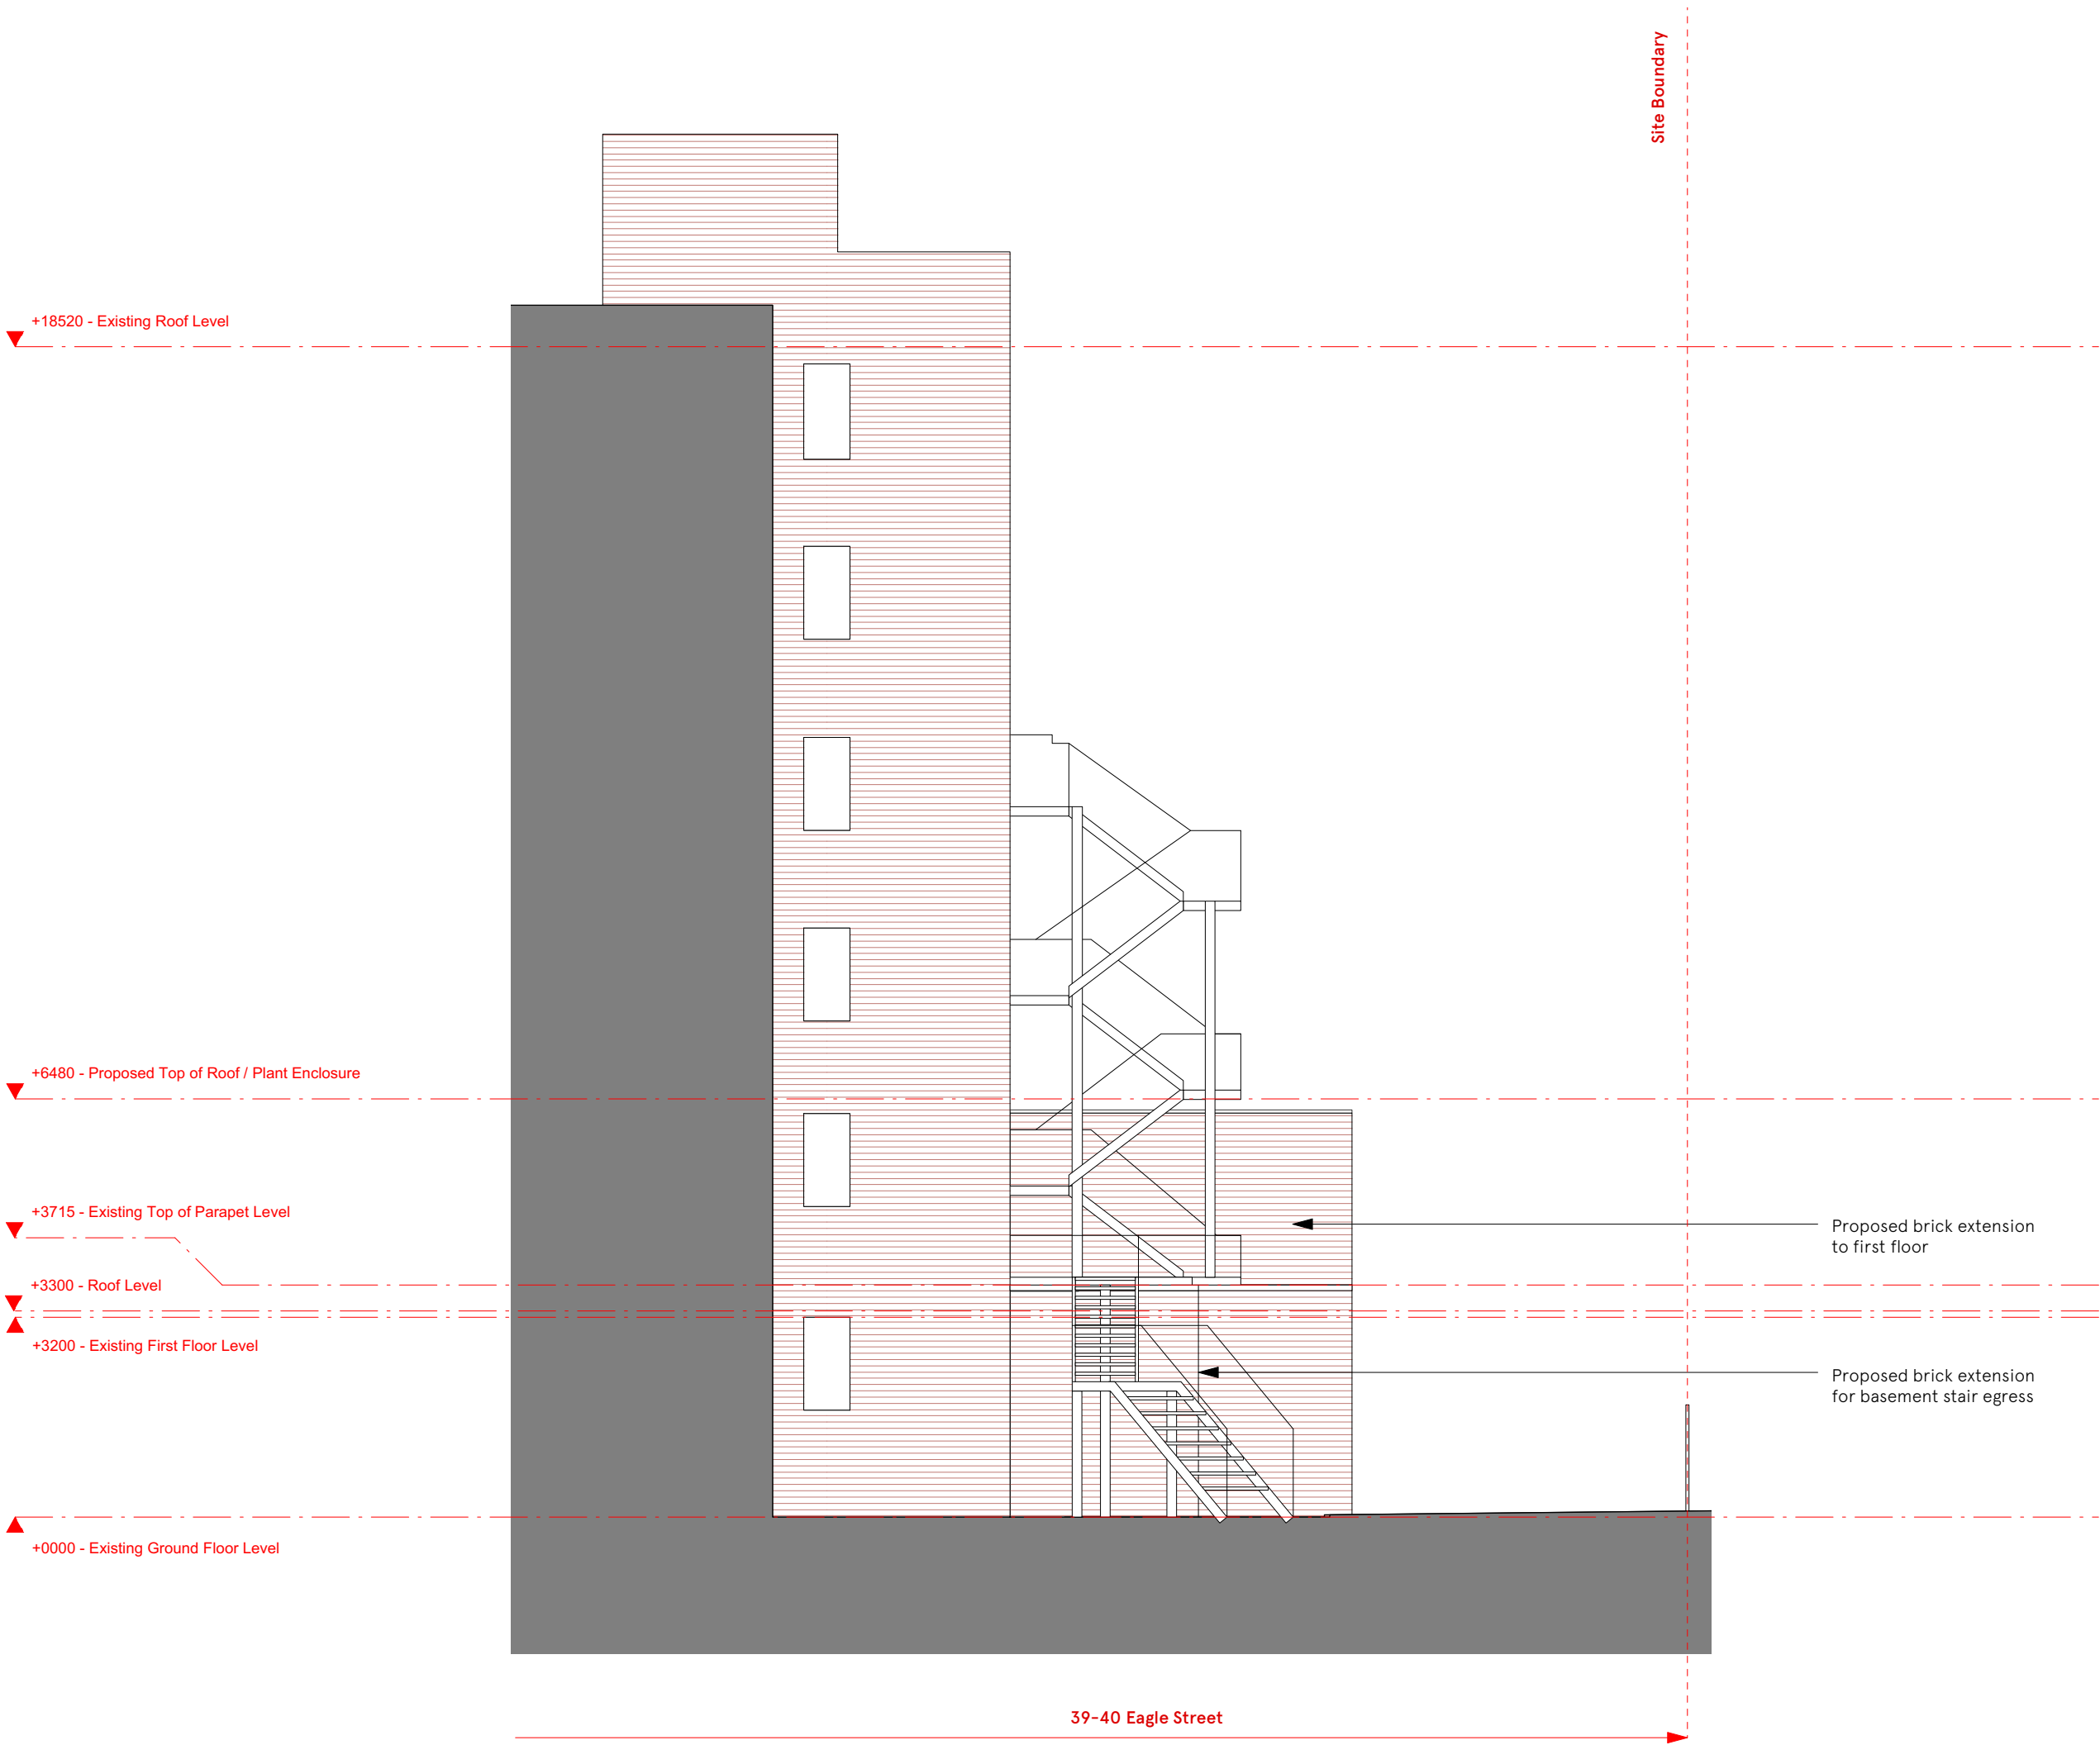 Site Boundary
+18520 - Existing Roof Level
+6480 - Proposed Top of Roof / Plant Enclosure
+3715 - Existing Top of Parapet Level
Proposed brick extension
to first floor
+3300 - Roof Level
+3200 - Existing First Floor Level
Proposed brick extension
for basement stair egress
+0000 - Existing Ground Floor Level
39-40 Eagle Street